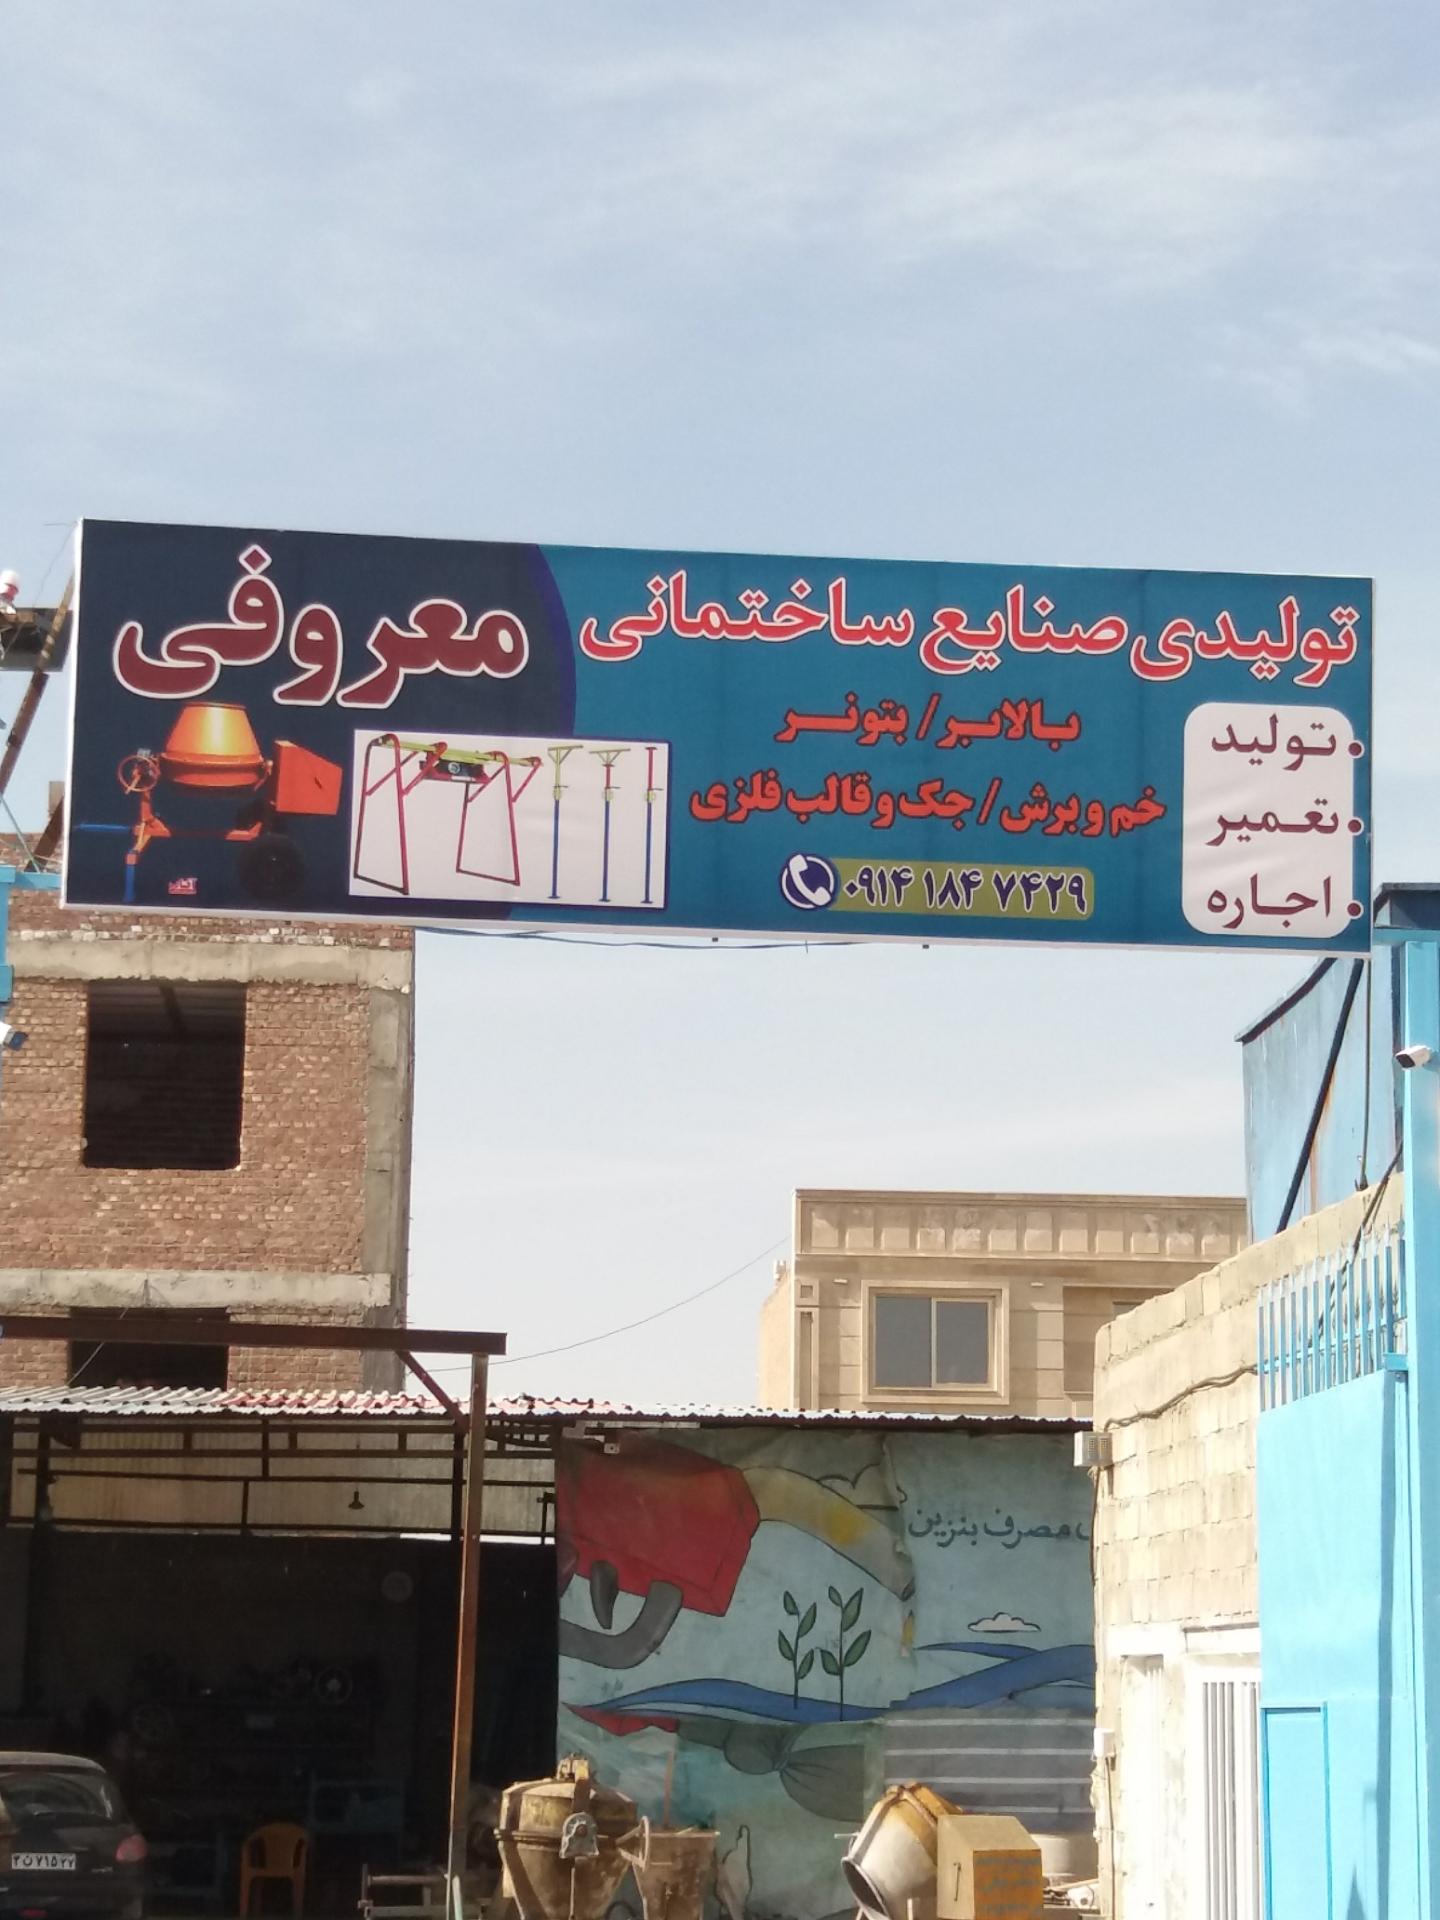 تولیدی صنایع ساختمانی معروفی
بالابر / بتونر
خم و برش / جک و قالب فلزی
۰۹۱۴ ۱۸۴ ۷۴۲۹
• تولید
• تعمیر
• اجاره
مصرف بنزین